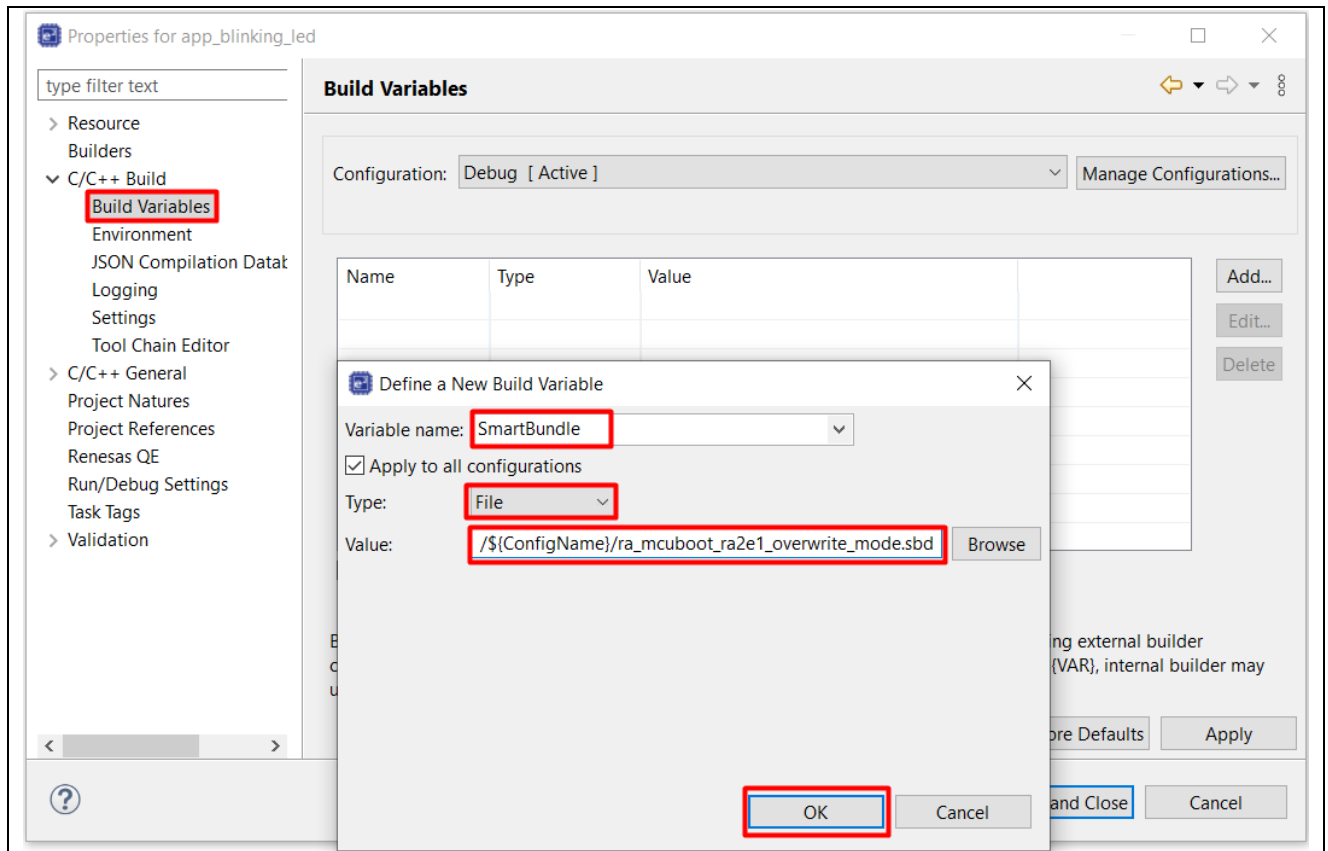 Properties for app_blinking_led
type filter text
Resource
Builders
C/C++ Build
Build Variables
Environment
JSON Compilation Datab
Logging
Settings
Tool Chain Editor
C/C++ General
Project Natures
Project References
Renesas QE
Run/Debug Settings
Task Tags
Validation
Build Variables
Configuration: Debug [ Active ]
Manage Configurations...
Name Type Value
Add...
Edit...
Delete
Define a New Build Variable
Variable name: SmartBundle
Apply to all configurations
Type: File
Value: /${ConfigName}/ra_mcuboot_ra2e1_overwrite_mode.sbd Browse
OK Cancel
ing external builder
{VAR}, internal builder may
ore Defaults Apply
and Close Cancel